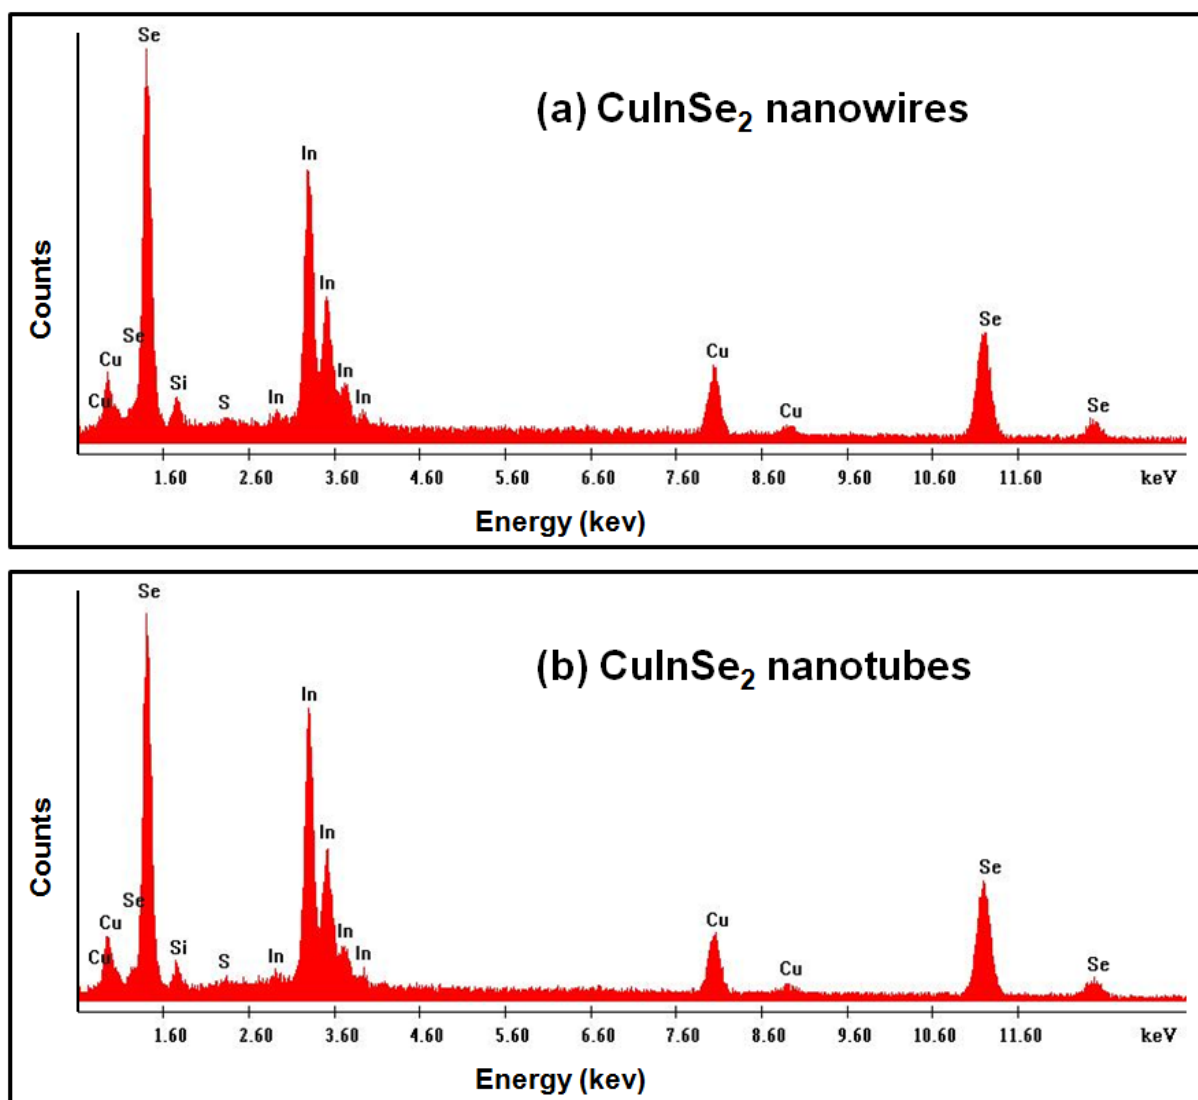 Se
(a) CuInSe2 nanowires
In
In
Se
Se
Cu
Cu
In
Si
In
Cu
S
In
Cu
Se
Counts
1.60 2.60 3.60 4.60 5.60 6.60 7.60 8.60 9.60 10.60 11.60 keV
Energy (kev)
Se
(b) CuInSe2 nanotubes
In
In
Se
Se
Cu
Cu
In
Si
In
Cu
S
In
Cu
Se
Counts
1.60 2.60 3.60 4.60 5.60 6.60 7.60 8.60 9.60 10.60 11.60 keV
Energy (kev)